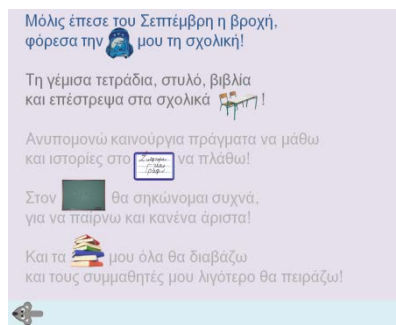 Μόλις έπεσε του Σεπτέμβρη η βροχή,
φόρεσα την μου τη σχολική!
Τη γέμισα τετράδια, στυλό, βιβλία
και επέστρεψα στα σχολικά !
Ανυπομονώ καινούργια πράγματα να μάθω
και ιστορίες στο να πλάθω!
Στον θα σηκώνομαι συχνά,
για να παίρνω και κανένα άριστα!
Και τα μου όλα θα διαβάζω
και τους συμμαθητές μου λιγότερο θα πειράζω!